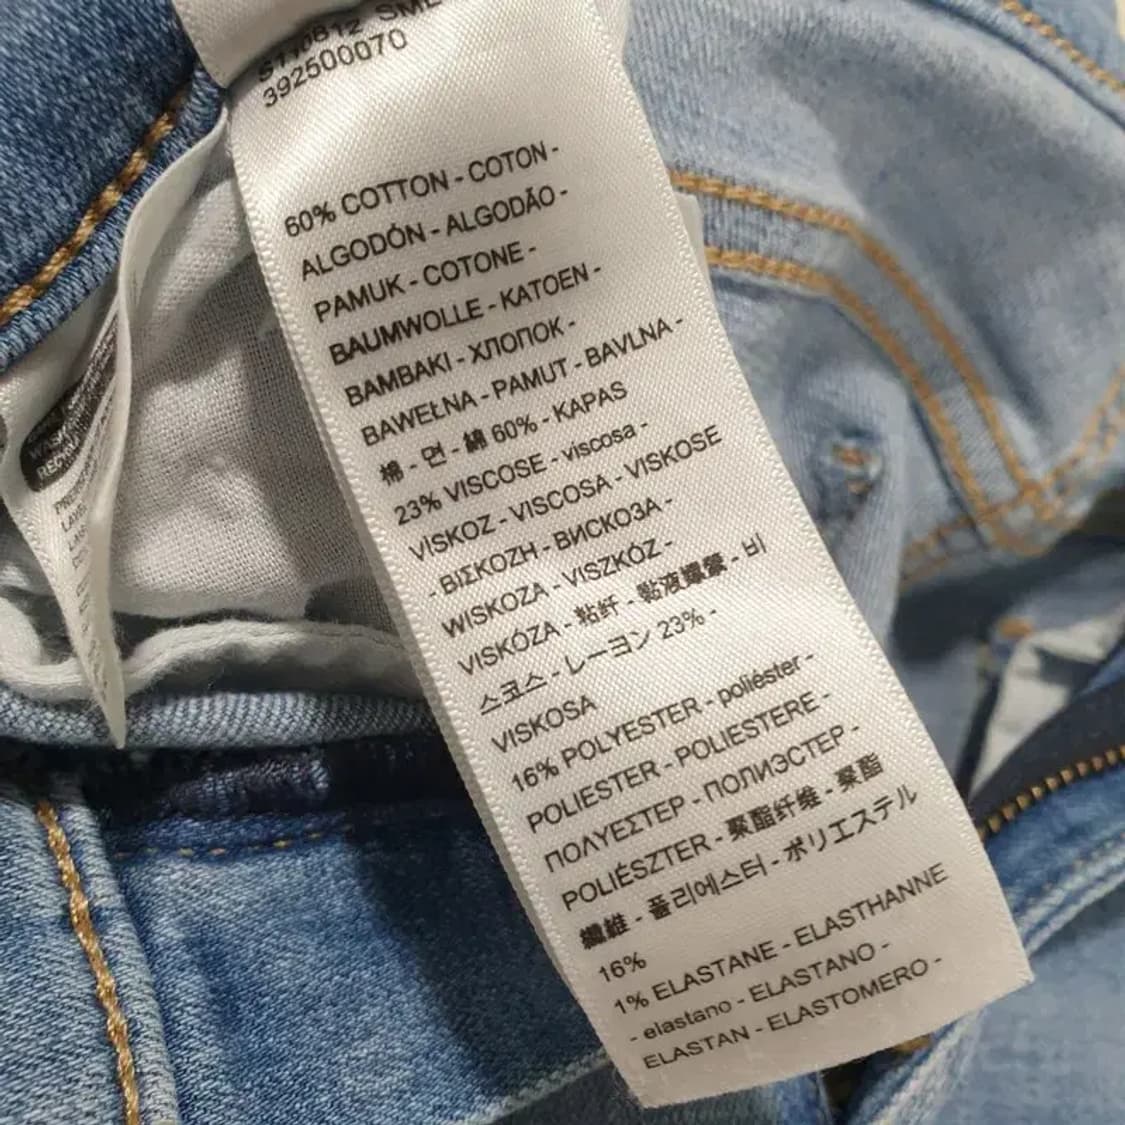 392500070
60% COTTON - COTON -
ALGODÓN - ALGODÃO -
PAMUK - COTONE -
BAUMWOLLE - KATOEN -
BAMBAKI - ХЛОПОК -
BAWEŁNA - PAMUT - BAVLNA -
棉 - 면 - 綿 60% - KAPAS
23% VISCOSE - viscosa -
VİSKOZ - VISCOSA - VISKOSE
- ΒΙΣΚΟΖΗ - ВИСКОЗА -
WISKOZA - VISZKÓZ -
VISKÓZA - 粘纤 - 黏液嫘縈 - 비
스코스 - レーヨン 23% -
VISKOSA
16% POLYESTER - poliéster -
POLIESTER - POLIESTERE -
ΠΟΛΥΕΣΤΕΡ - ПОЛИЭСТЕР -
POLIÉSZTER - 聚酯纤维 - 聚酯
纖維 - 폴리에스터 - ポリエステル
16%
1% ELASTANE - ELASTHANNE
- elastano - ELASTANO -
ELASTAN - ELASTOMERO -